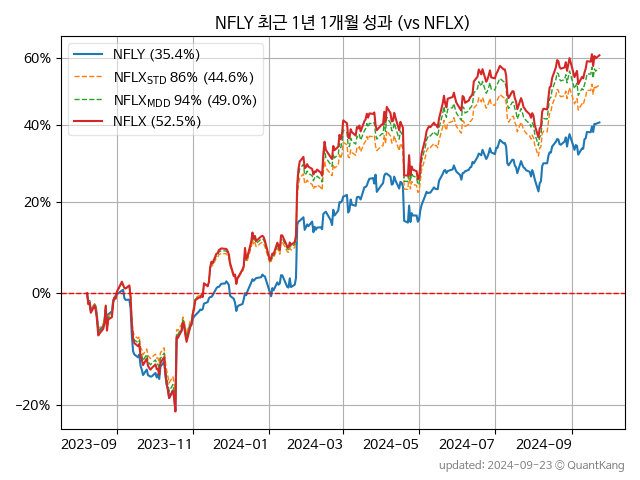 NFLY 최근 1년 1개월 성과 (vs NFLX)
60%
40%
20%
0%
−20%
NFLY (35.4%)
NFLXSTD 86% (44.6%)
NFLXMDD 94% (49.0%)
NFLX (52.5%)
2023-09 2023-11 2024-01 2024-03 2024-05 2024-07 2024-09
updated: 2024-09-23 © QuantKang